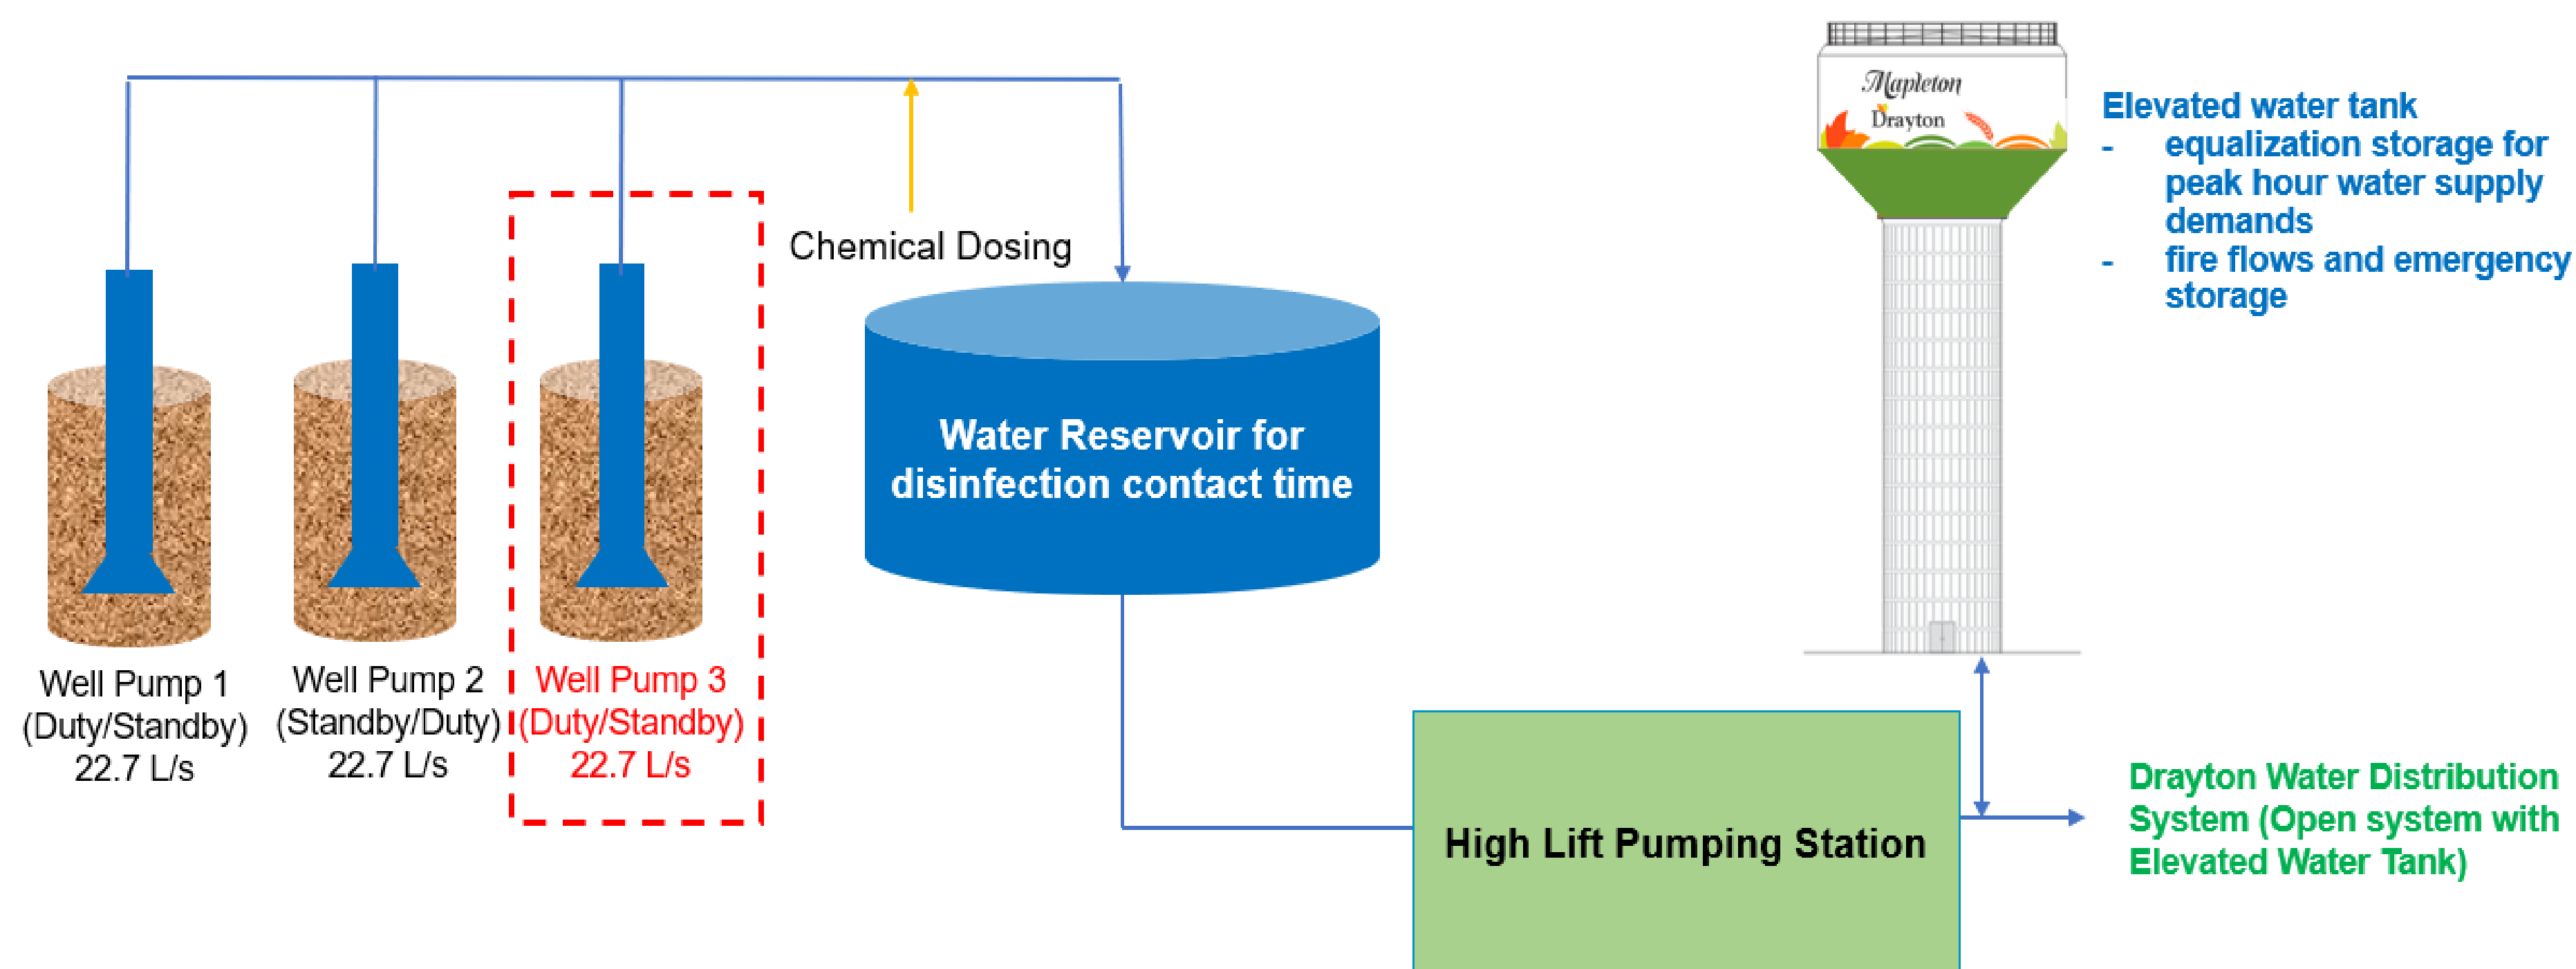 Mapleton
Drayton
Elevated water tank
- equalization storage for
peak hour water supply
demands
- fire flows and emergency
storage
Chemical Dosing
Water Reservoir for
disinfection contact time
Well Pump 1
(Duty/Standby)
22.7 L/s
Well Pump 2
(Standby/Duty)
22.7 L/s
Well Pump 3
(Duty/Standby)
22.7 L/s
High Lift Pumping Station
Drayton Water Distribution
System (Open system with
Elevated Water Tank)